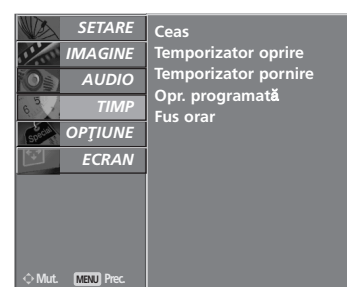 SETARE
IMAGINE
AUDIO
TIMP
OPŢIUNE
ECRAN
Ceas
Temporizator oprire
Temporizator pornire
Opr. programată
Fus orar
Mut. MENU Prec.